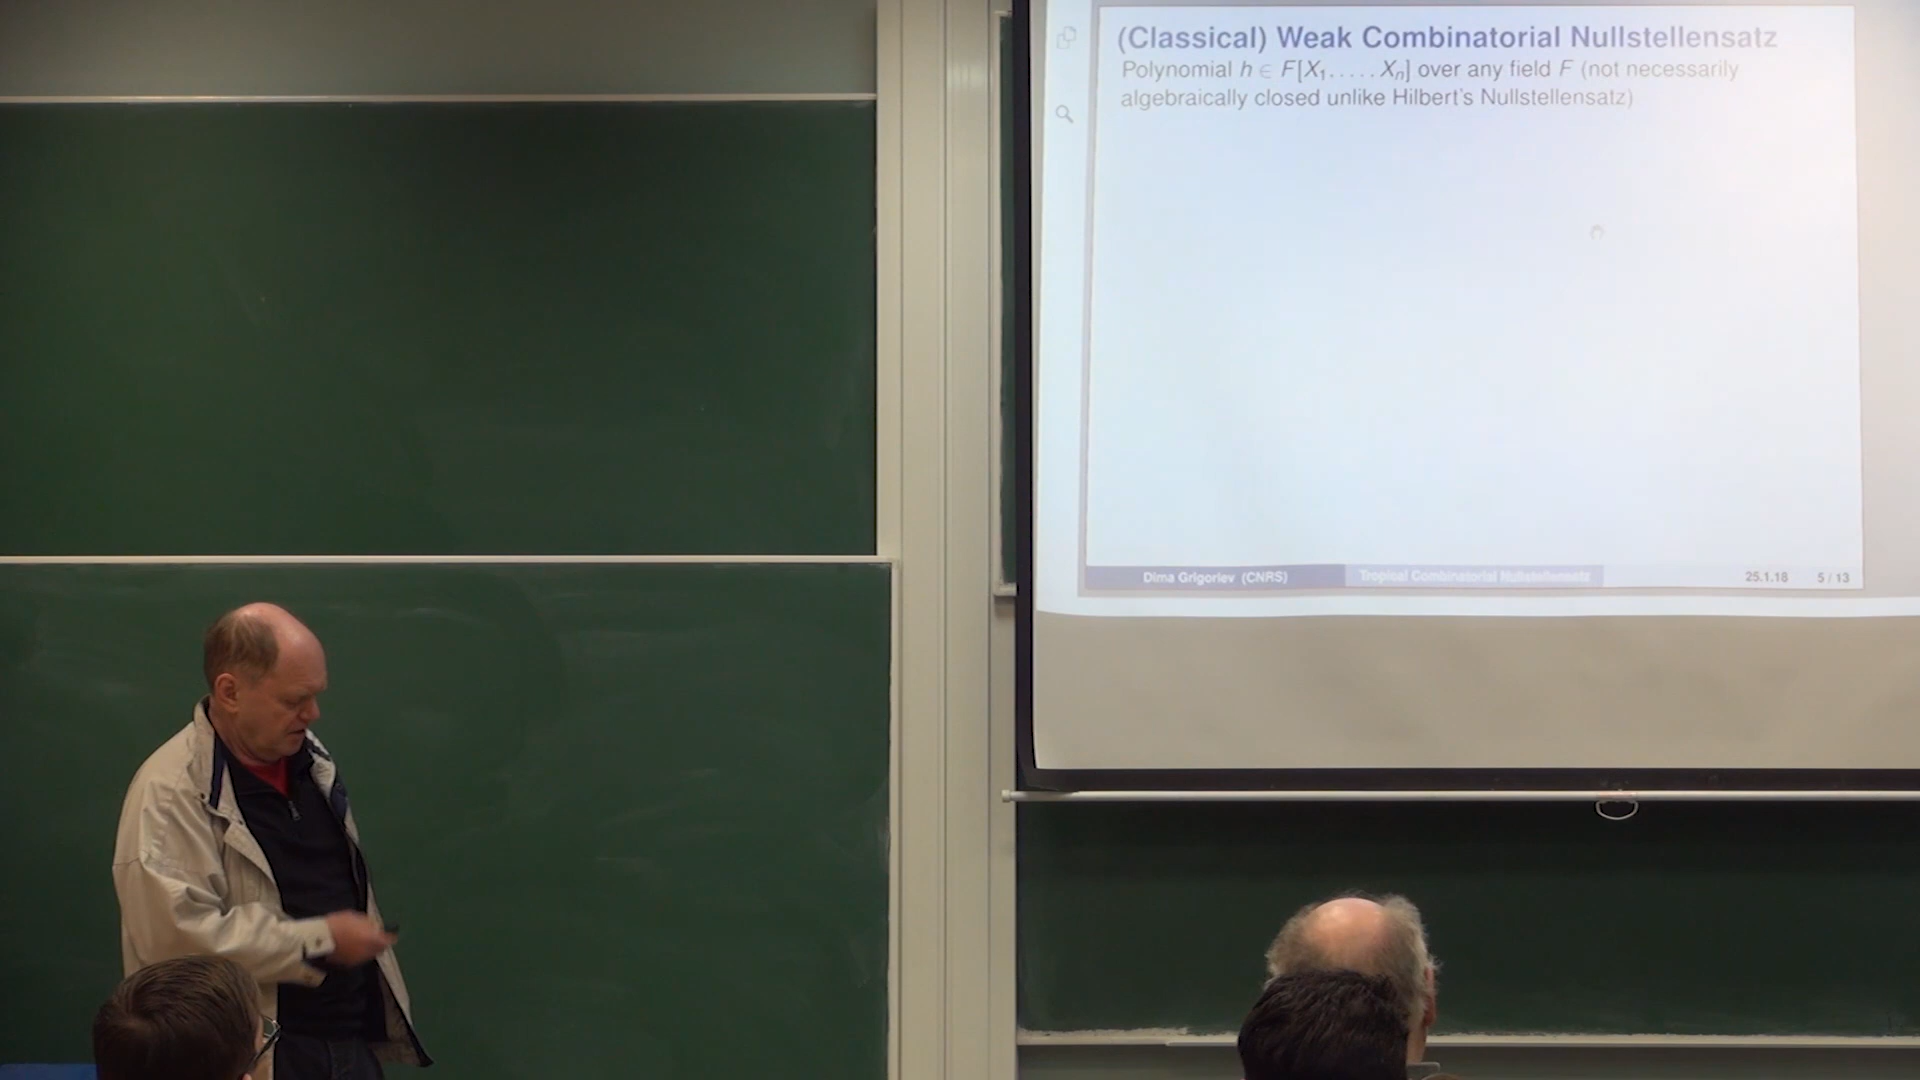 (Classical) Weak Combinatorial Nullstellensatz
Polynomial h ∈ F[X₁, . . . , Xₙ] over any field F (not necessarily
algebraically closed unlike Hilbert's Nullstellensatz)
Dima Grigoriev (CNRS) Tropical Combinatorial Nullstellensatz 25.1.18 5 / 13